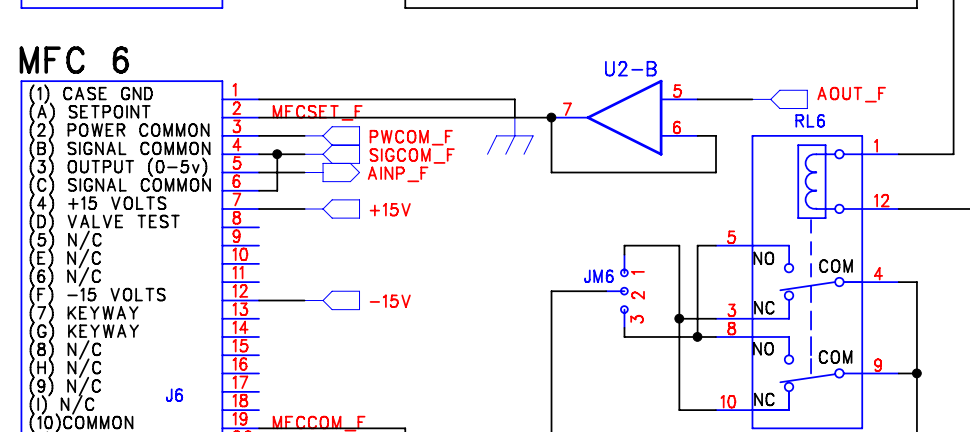 MFC 6
(1) CASE GND 1
(A) SETPOINT 2 MFCSET_F
(2) POWER COMMON 3 PWCOM_F
(B) SIGNAL COMMON 4 SIGCOM_F
(3) OUTPUT (0-5v) 5 AINP_F
(C) SIGNAL COMMON 6
(4) +15 VOLTS 7 +15V
(D) VALVE TEST 8
(5) N/C 9
(E) N/C 10
(6) N/C 11
(F) -15 VOLTS 12 -15V
(7) KEYWAY 13
(G) KEYWAY 14
(8) N/C 15
(H) N/C 16
(9) N/C 17
(I) N/C 18
J6
(10)COMMON 19 MFCCOM_F
U2-B
7
5
6
AOUT_F
RL6
1
12
JM6
1
2
3
5
NO
COM
4
3
NC
8
NO
COM
9
10
NC